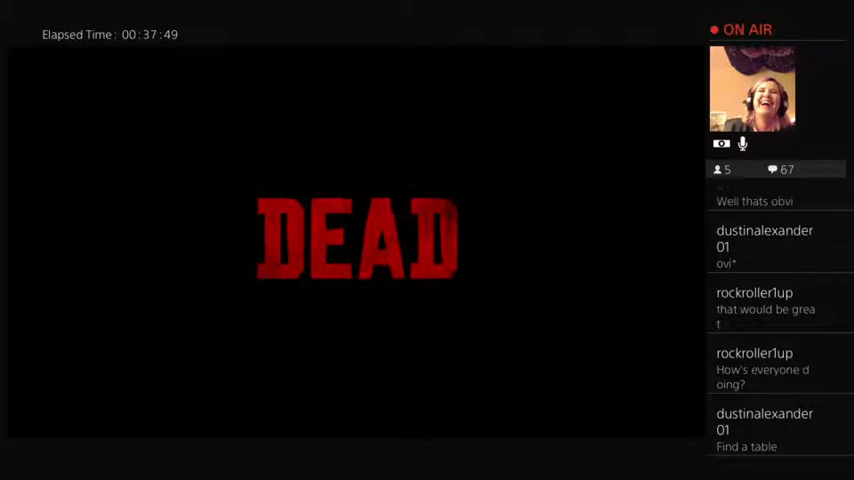 Elapsed Time: 00:37:49
ON AIR
5
67
Well thats obvi
dustinalexander
01
ovi*
rockroller1up
that would be grea
t
rockroller1up
How's everyone d
oing?
dustinalexander
01
Find a table
DEAD